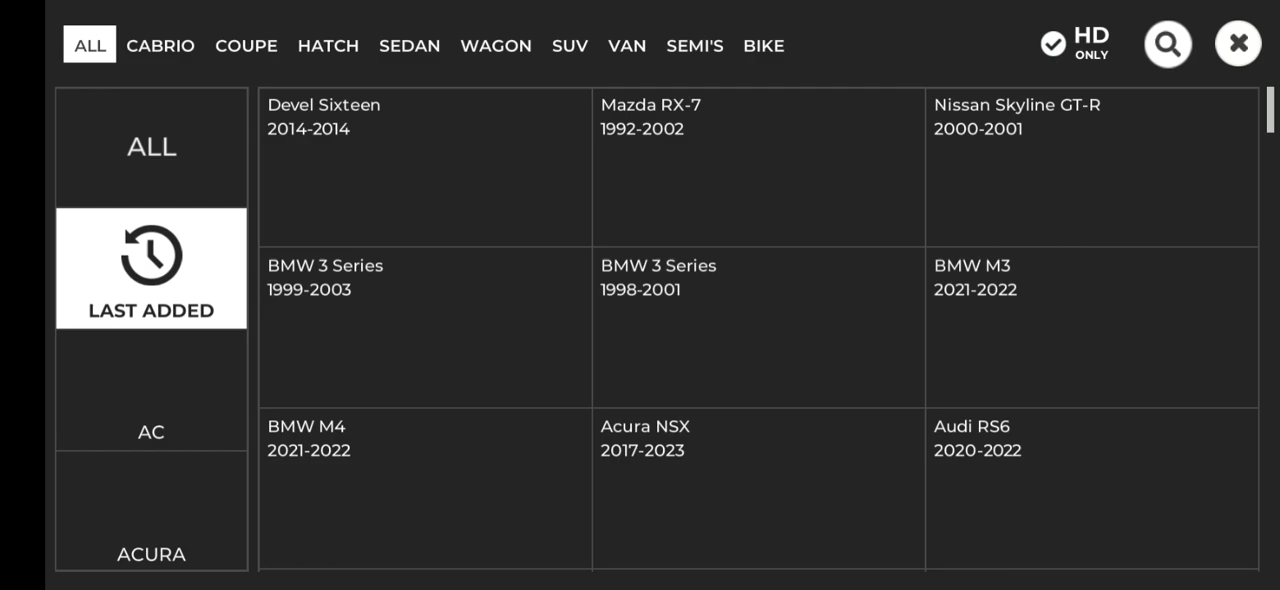 ALL CABRIO COUPE HATCH SEDAN WAGON SUV VAN SEMI'S BIKE
HD
ONLY
ALL
LAST ADDED
AC
ACURA
Devel Sixteen
2014-2014
Mazda RX-7
1992-2002
Nissan Skyline GT-R
2000-2001
BMW 3 Series
1999-2003
BMW 3 Series
1998-2001
BMW M3
2021-2022
BMW M4
2021-2022
Acura NSX
2017-2023
Audi RS6
2020-2022